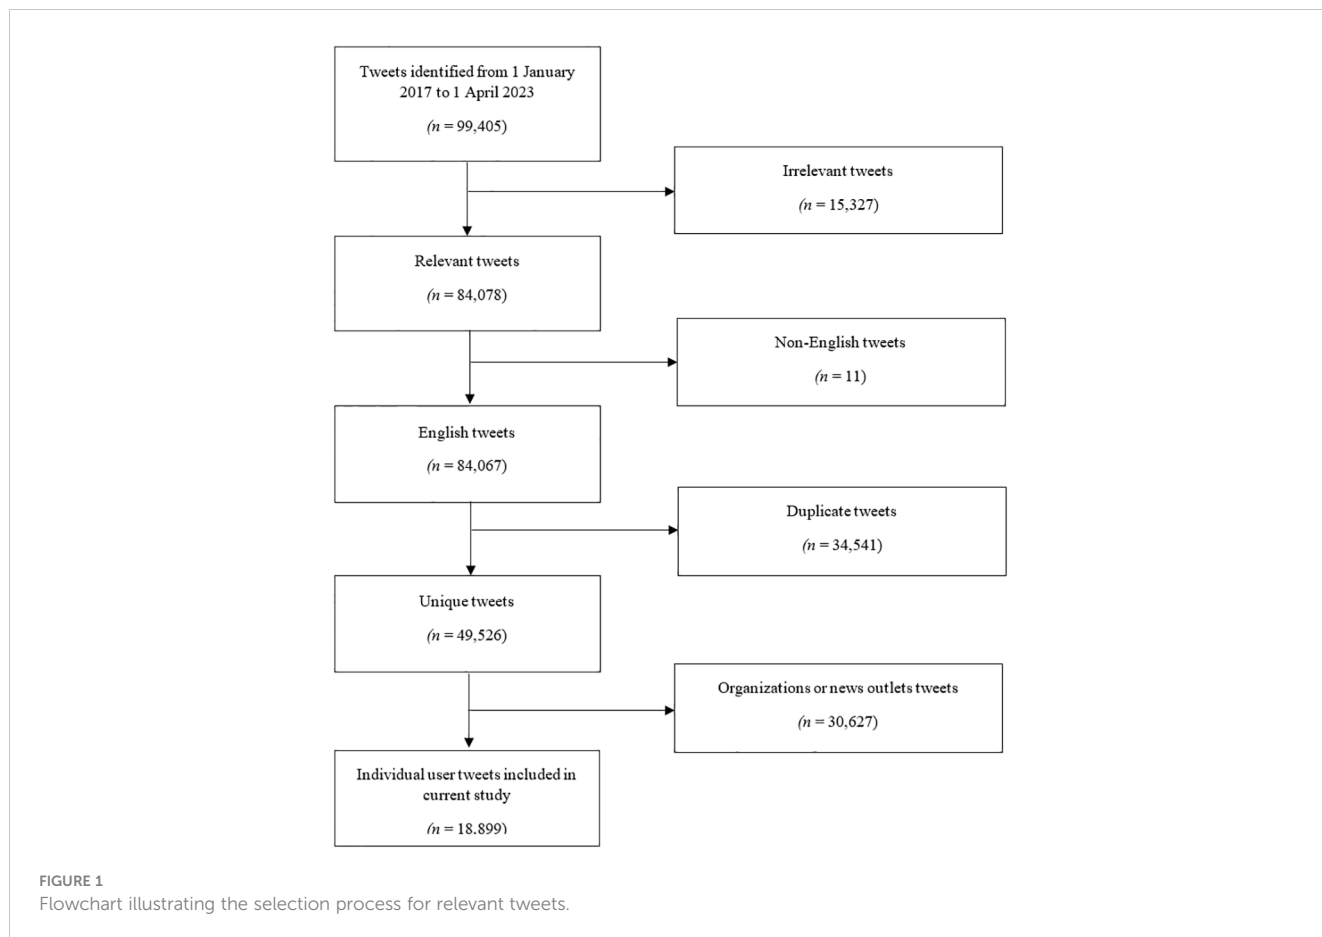 Tweets identified from 1 January
2017 to 1 April 2023
(n = 99,405)
Irrelevant tweets
(n = 15,327)
Relevant tweets
(n = 84,078)
Non-English tweets
(n = 11)
English tweets
(n = 84,067)
Duplicate tweets
(n = 34,541)
Unique tweets
(n = 49,526)
Organizations or news outlets tweets
(n = 30,627)
Individual user tweets included in
current study
(n = 18,899)
FIGURE 1
Flowchart illustrating the selection process for relevant tweets.